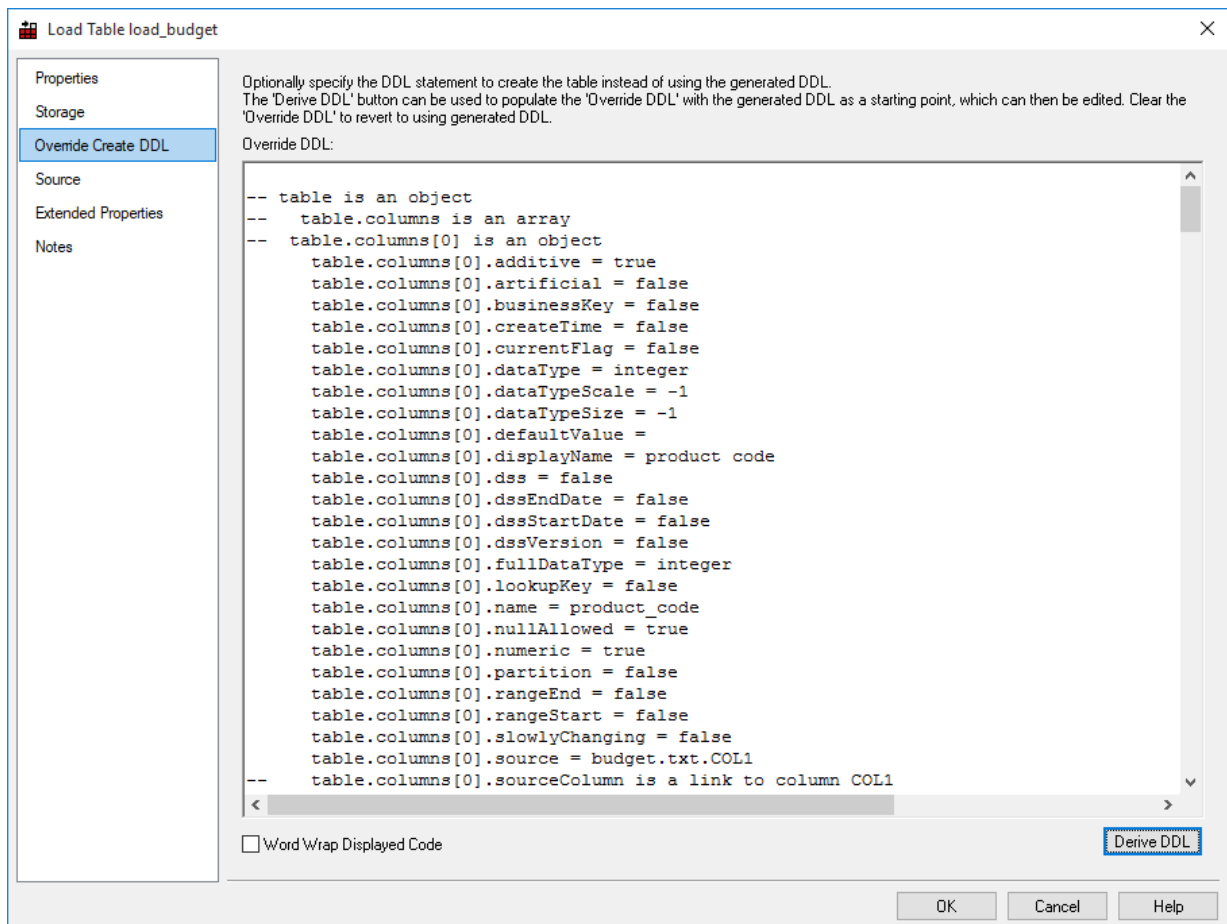 Load Table load_budget
Properties
Storage
Override Create DDL
Source
Extended Properties
Notes
Optionally specify the DDL statement to create the table instead of using the generated DDL.
The 'Derive DDL' button can be used to populate the 'Override DDL' with the generated DDL as a starting point, which can then be edited. Clear the
'Override DDL' to revert to using generated DDL.
Override DDL:
-- table is an object
--   table.columns is an array
--  table.columns[0] is an object
table.columns[0].additive = true
table.columns[0].artificial = false
table.columns[0].businessKey = false
table.columns[0].createTime = false
table.columns[0].currentFlag = false
table.columns[0].dataType = integer
table.columns[0].dataTypeScale = -1
table.columns[0].dataTypeSize = -1
table.columns[0].defaultValue =
table.columns[0].displayName = product code
table.columns[0].dss = false
table.columns[0].dssEndDate = false
table.columns[0].dssStartDate = false
table.columns[0].dssVersion = false
table.columns[0].fullDataType = integer
table.columns[0].lookupKey = false
table.columns[0].name = product_code
table.columns[0].nullAllowed = true
table.columns[0].numeric = true
table.columns[0].partition = false
table.columns[0].rangeEnd = false
table.columns[0].rangeStart = false
table.columns[0].slowlyChanging = false
table.columns[0].source = budget.txt.COL1
--    table.columns[0].sourceColumn is a link to column COL1
Word Wrap Displayed Code
Derive DDL
OK
Cancel
Help